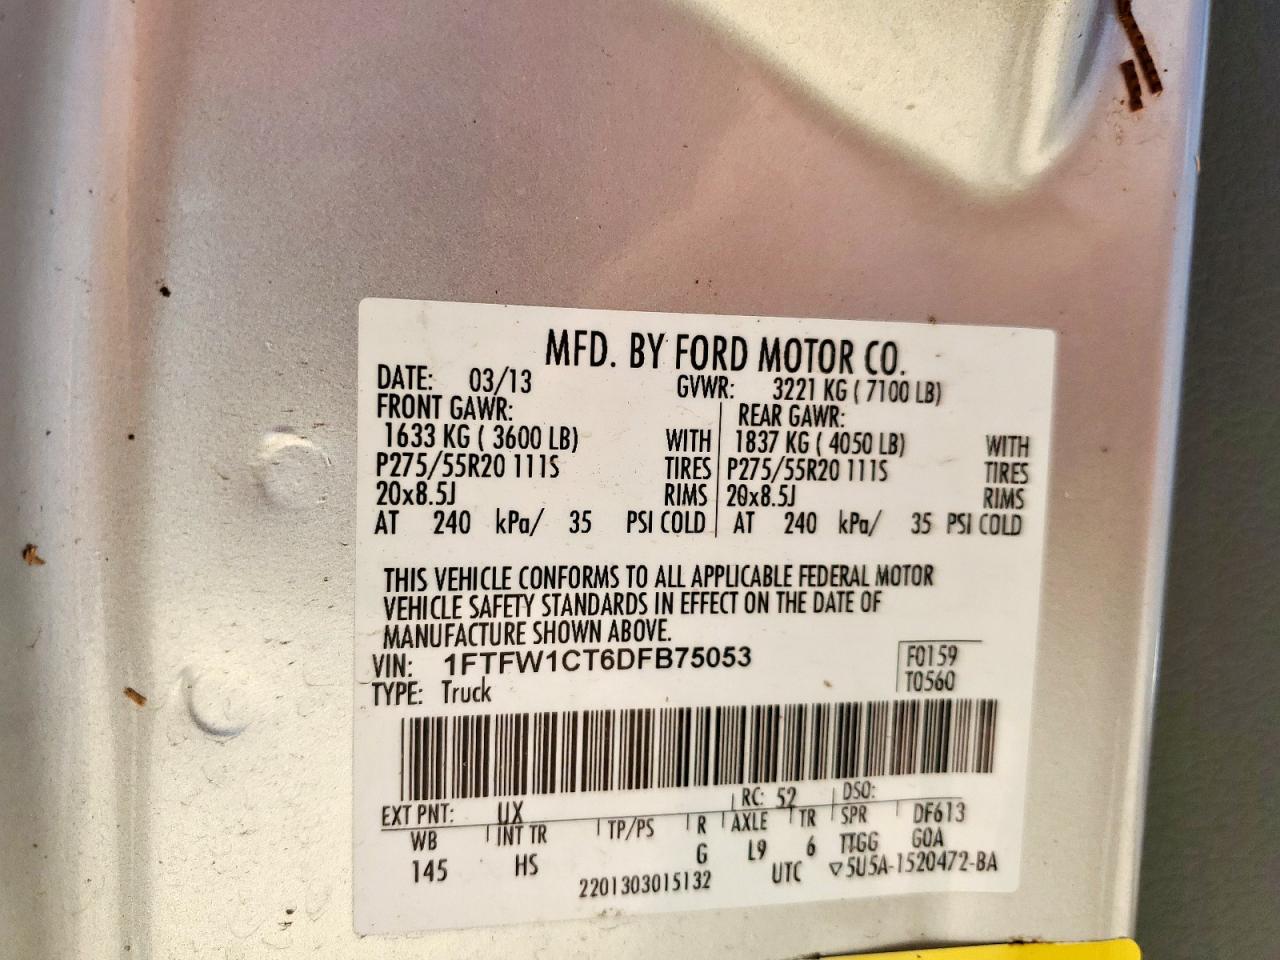 MFD. BY FORD MOTOR CO.
DATE: 03/13 GVWR: 3221 KG ( 7100 LB)
FRONT GAWR: REAR GAWR:
1633 KG ( 3600 LB) WITH 1837 KG ( 4050 LB) WITH
P275/55R20 111S TIRES P275/55R20 111S TIRES
20x8.5J RIMS 20x8.5J RIMS
AT 240 kPa/ 35 PSI COLD AT 240 kPa/ 35 PSI COLD
THIS VEHICLE CONFORMS TO ALL APPLICABLE FEDERAL MOTOR
VEHICLE SAFETY STANDARDS IN EFFECT ON THE DATE OF
MANUFACTURE SHOWN ABOVE.
VIN: 1FTFW1CT6DFB75053 F0159
TYPE: Truck T0560
EXT PNT: UX RC: 52 DSO:
WB INT TR TP/PS R AXLE TR SPR DF613
145 HS G L9 6 TTGG GOA
2201303015132 UTC ▽5U5A-1520472-BA